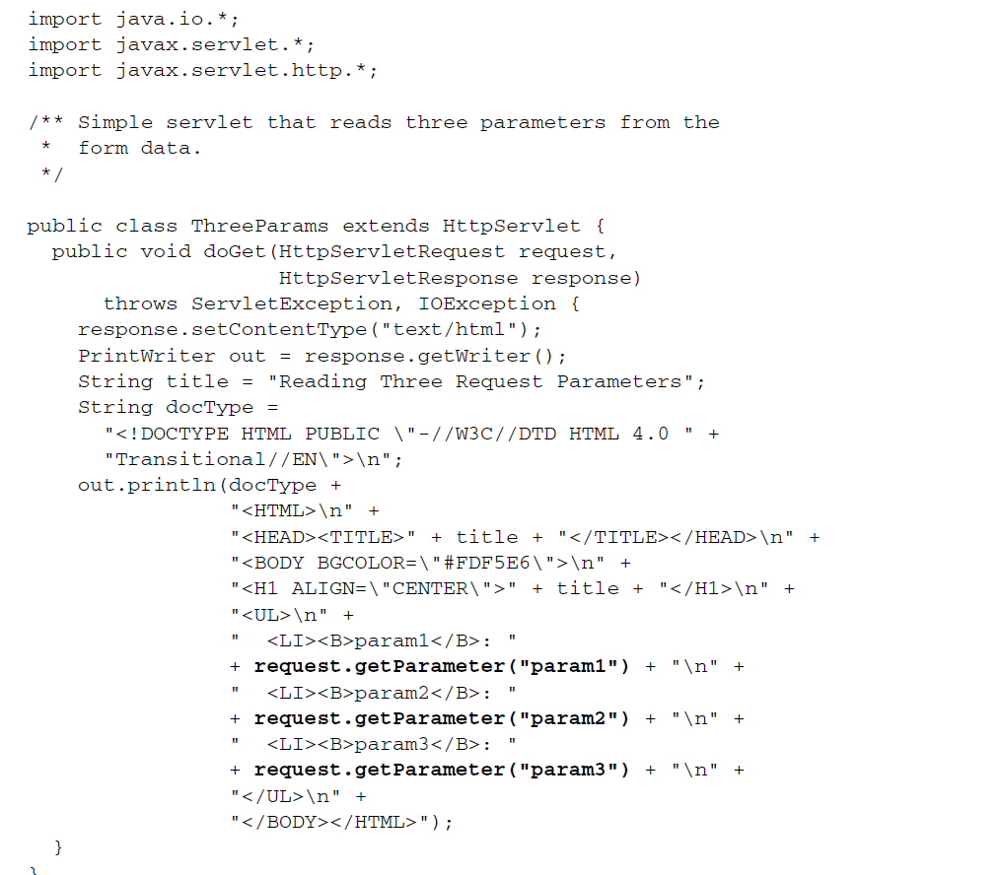 import java.io.*;
import javax.servlet.*;
import javax.servlet.http.*;

/** Simple servlet that reads three parameters from the
 *  form data.
 */

public class ThreeParams extends HttpServlet {
  public void doGet(HttpServletRequest request,
                    HttpServletResponse response)
      throws ServletException, IOException {
    response.setContentType("text/html");
    PrintWriter out = response.getWriter();
    String title = "Reading Three Request Parameters";
    String docType =
      "<!DOCTYPE HTML PUBLIC \"-//W3C//DTD HTML 4.0 " +
      "Transitional//EN\">\n";
    out.println(docType +
                "<HTML>\n" +
                "<HEAD><TITLE>" + title + "</TITLE></HEAD>\n" +
                "<BODY BGCOLOR=\"#FDF5E6\">\n" +
                "<H1 ALIGN=\"CENTER\">" + title + "</H1>\n" +
                "<UL>\n" +
                "  <LI><B>param1</B>: "
                + request.getParameter("param1") + "\n" +
                "  <LI><B>param2</B>: "
                + request.getParameter("param2") + "\n" +
                "  <LI><B>param3</B>: "
                + request.getParameter("param3") + "\n" +
                "</UL>\n" +
                "</BODY></HTML>");
  }
}